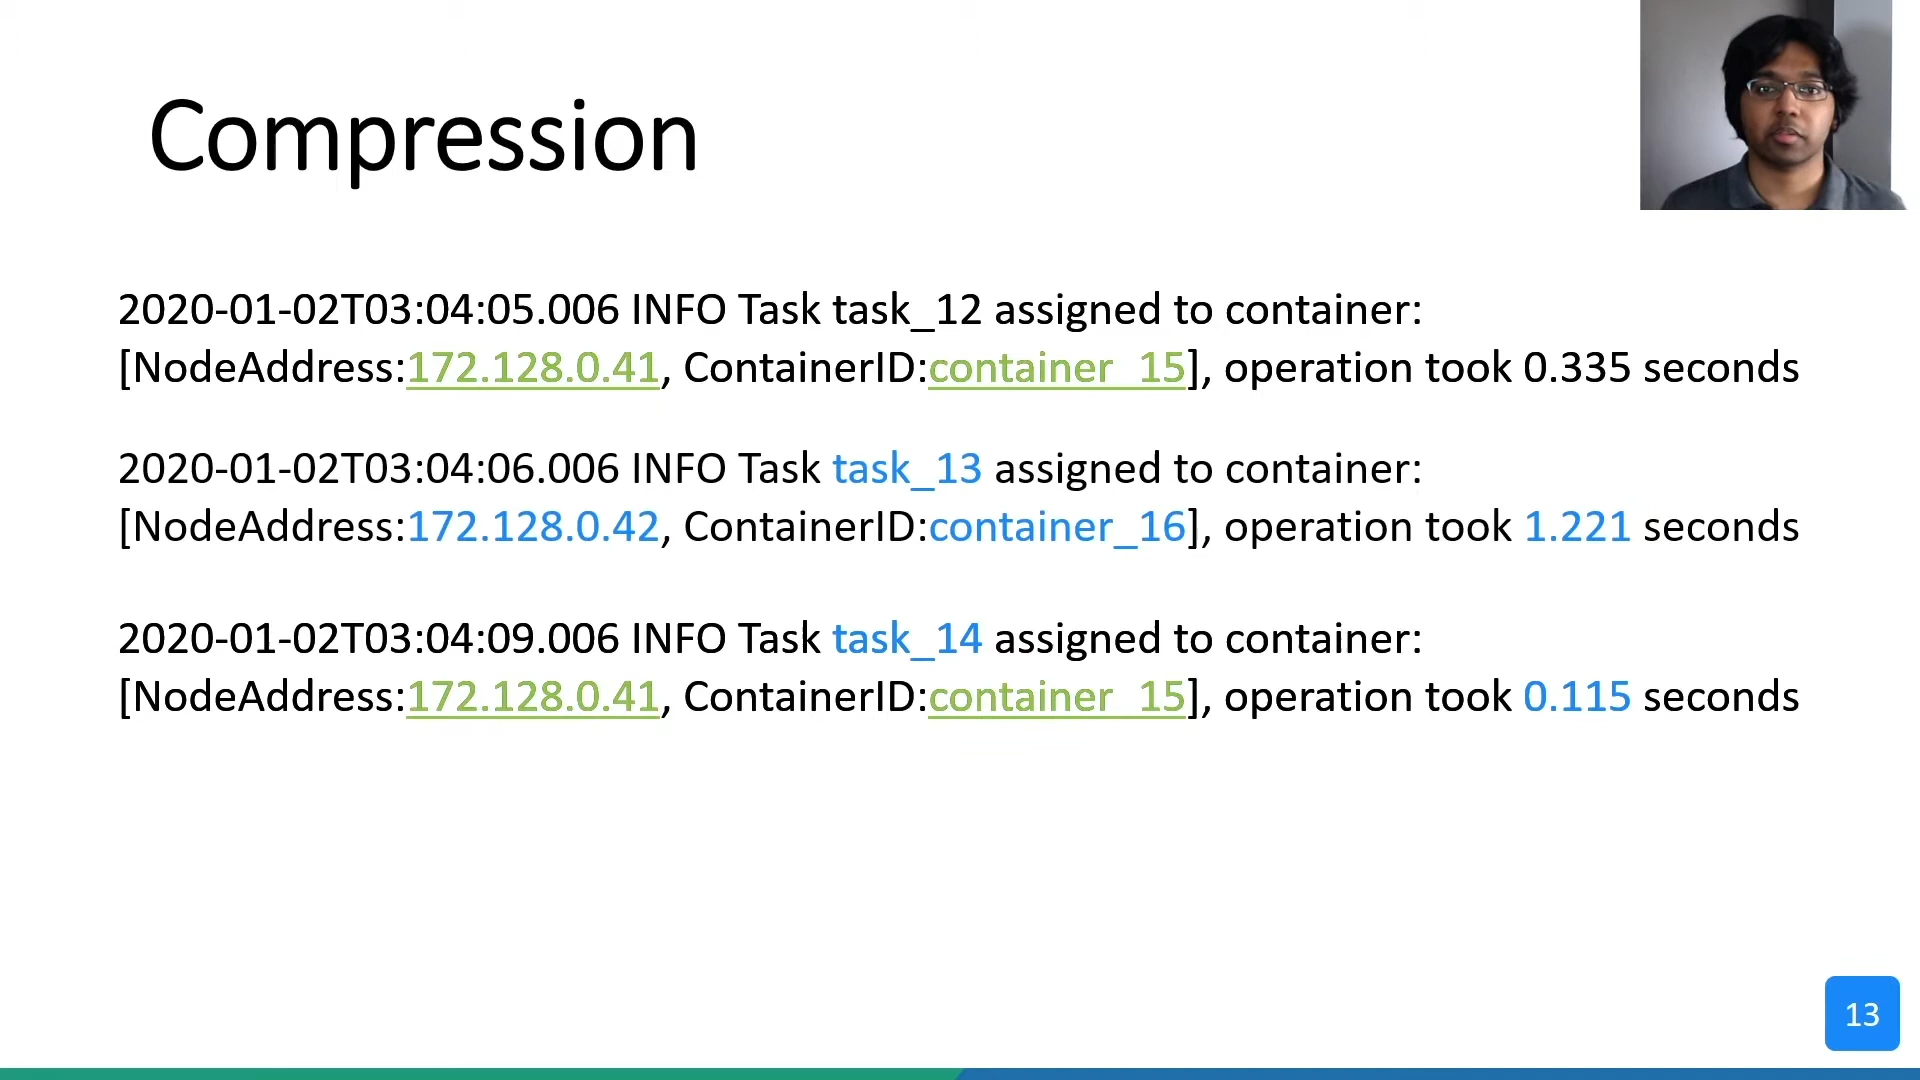 Compression
2020-01-02T03:04:05.006 INFO Task task_12 assigned to container:
[NodeAddress:172.128.0.41, ContainerID:container_15], operation took 0.335 seconds
2020-01-02T03:04:06.006 INFO Task task_13 assigned to container:
[NodeAddress:172.128.0.42, ContainerID:container_16], operation took 1.221 seconds
2020-01-02T03:04:09.006 INFO Task task_14 assigned to container:
[NodeAddress:172.128.0.41, ContainerID:container_15], operation took 0.115 seconds
13